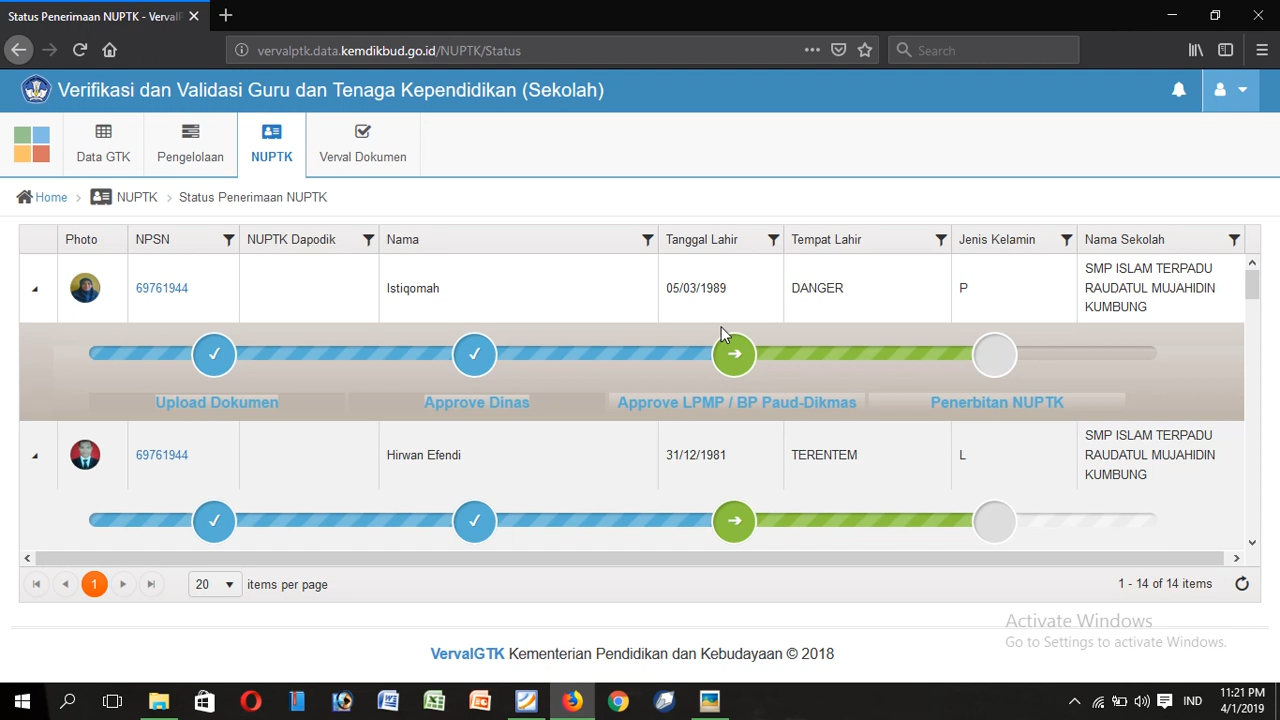 Status Penerimaan NUPTK - VervalP
vervalptk.data.kemdikbud.go.id/NUPTK/Status
Search
Verifikasi dan Validasi Guru dan Tenaga Kependidikan (Sekolah)
Data GTK
Pengelolaan
NUPTK
Verval Dokumen
Home > NUPTK > Status Penerimaan NUPTK
Photo NPSN NUPTK Dapodik Nama Tanggal Lahir Tempat Lahir Jenis Kelamin Nama Sekolah
69761944 Istiqomah 05/03/1989 DANGER P
SMP ISLAM TERPADU
RAUDATUL MUJAHIDIN
KUMBUNG
Upload Dokumen Approve Dinas Approve LPMP / BP Paud-Dikmas Penerbitan NUPTK
69761944 Hirwan Efendi 31/12/1981 TERENTEM L
SMP ISLAM TERPADU
RAUDATUL MUJAHIDIN
KUMBUNG
1 20 items per page 1 - 14 of 14 items
Activate Windows
Go to Settings to activate Windows.
VervalGTK Kementerian Pendidikan dan Kebudayaan © 2018
IND
11:21 PM
4/1/2019